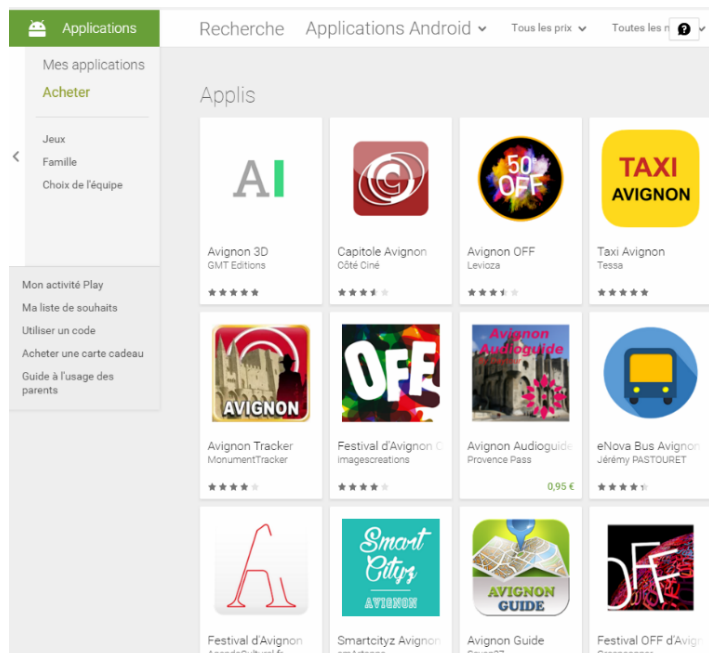 Applications
Recherche Applications Android Tous les prix Toutes les
Mes applications
Acheter
Jeux
Famille
Choix de l'équipe
Mon activité Play
Ma liste de souhaits
Utiliser un code
Acheter une carte cadeau
Guide à l'usage des
parents
Applis
AI
C
50
OFF
TAXI
AVIGNON
Avignon 3D
GMT Editions
Capitole Avignon
Côté Ciné
Avignon OFF
Levioza
Taxi Avignon
Tessa
AVIGNON
OFF
Avignon
Audioguide
Avignon Tracker
MonumentTracker
Festival d'Avignon
imagescreations
Avignon Audioguide
Provence Pass
0,95 €
eNova Bus Avignon
Jérémy PASTOURET
A
Smart
Cityz
AVIGNON
AVIGNON
GUIDE
OFF
Festival d'Avignon
Smartcityz Avignon
Avignon Guide
Festival OFF d'Avign